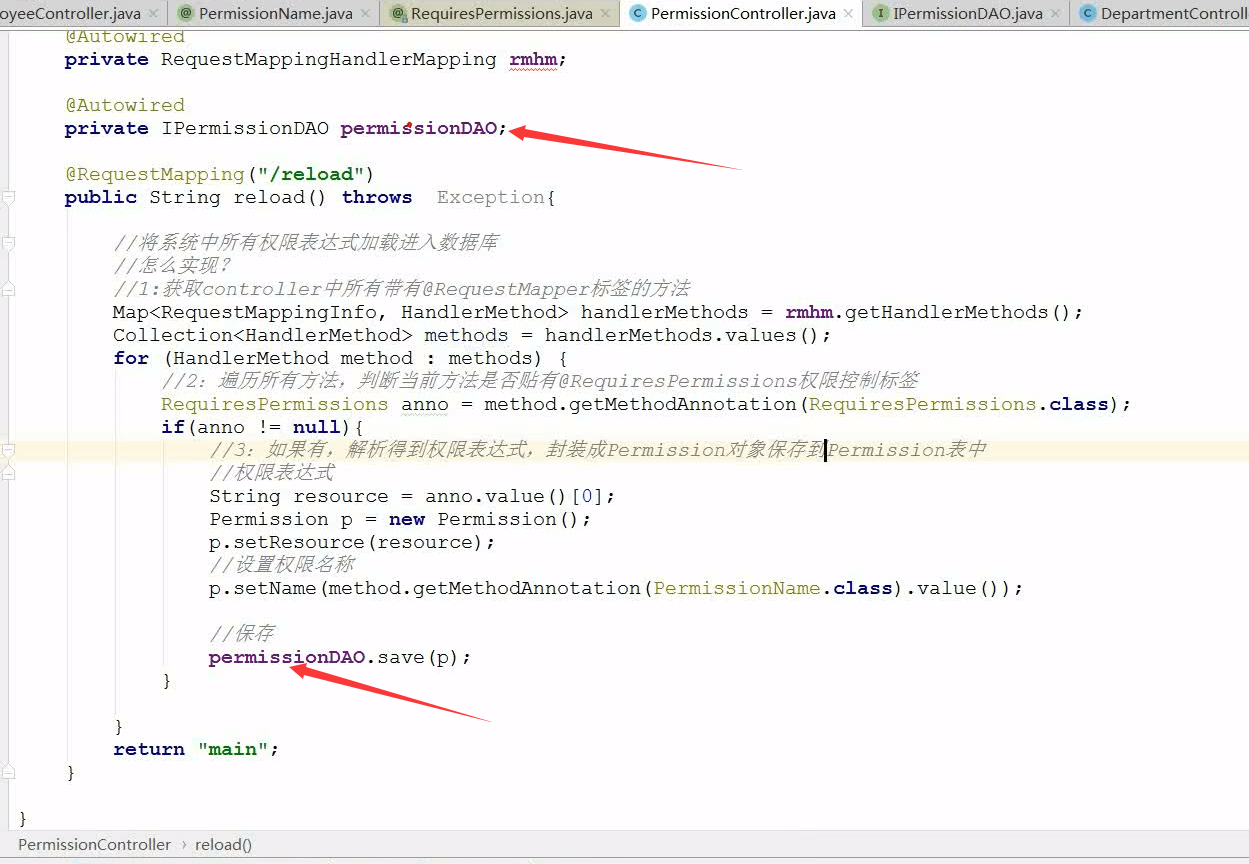 oyeeController.java PermissionName.java RequiresPermissions.java PermissionController.java IPermissionDAO.java DepartmentControll
@Autowired
private RequestMappingHandlerMapping rmhm;
@Autowired
private IPermissionDAO permissionDAO;
@RequestMapping("/reload")
public String reload() throws Exception{
//将系统中所有权限表达式加载进入数据库
//怎么实现?
//1:获取controller中所有带有@RequestMapper标签的方法
Map<RequestMappingInfo, HandlerMethod> handlerMethods = rmhm.getHandlerMethods();
Collection<HandlerMethod> methods = handlerMethods.values();
for (HandlerMethod method : methods) {
//2: 遍历所有方法, 判断当前方法是否贴有@RequiresPermissions权限控制标签
RequiresPermissions anno = method.getMethodAnnotation(RequiresPermissions.class);
if(anno != null){
//3: 如果有, 解析得到权限表达式, 封装成Permission对象保存到Permission表中
//权限表达式
String resource = anno.value()[0];
Permission p = new Permission();
p.setResource(resource);
//设置权限名称
p.setName(method.getMethodAnnotation(PermissionName.class).value());
//保存
permissionDAO.save(p);
}
}
return "main";
}
}
PermissionController › reload()